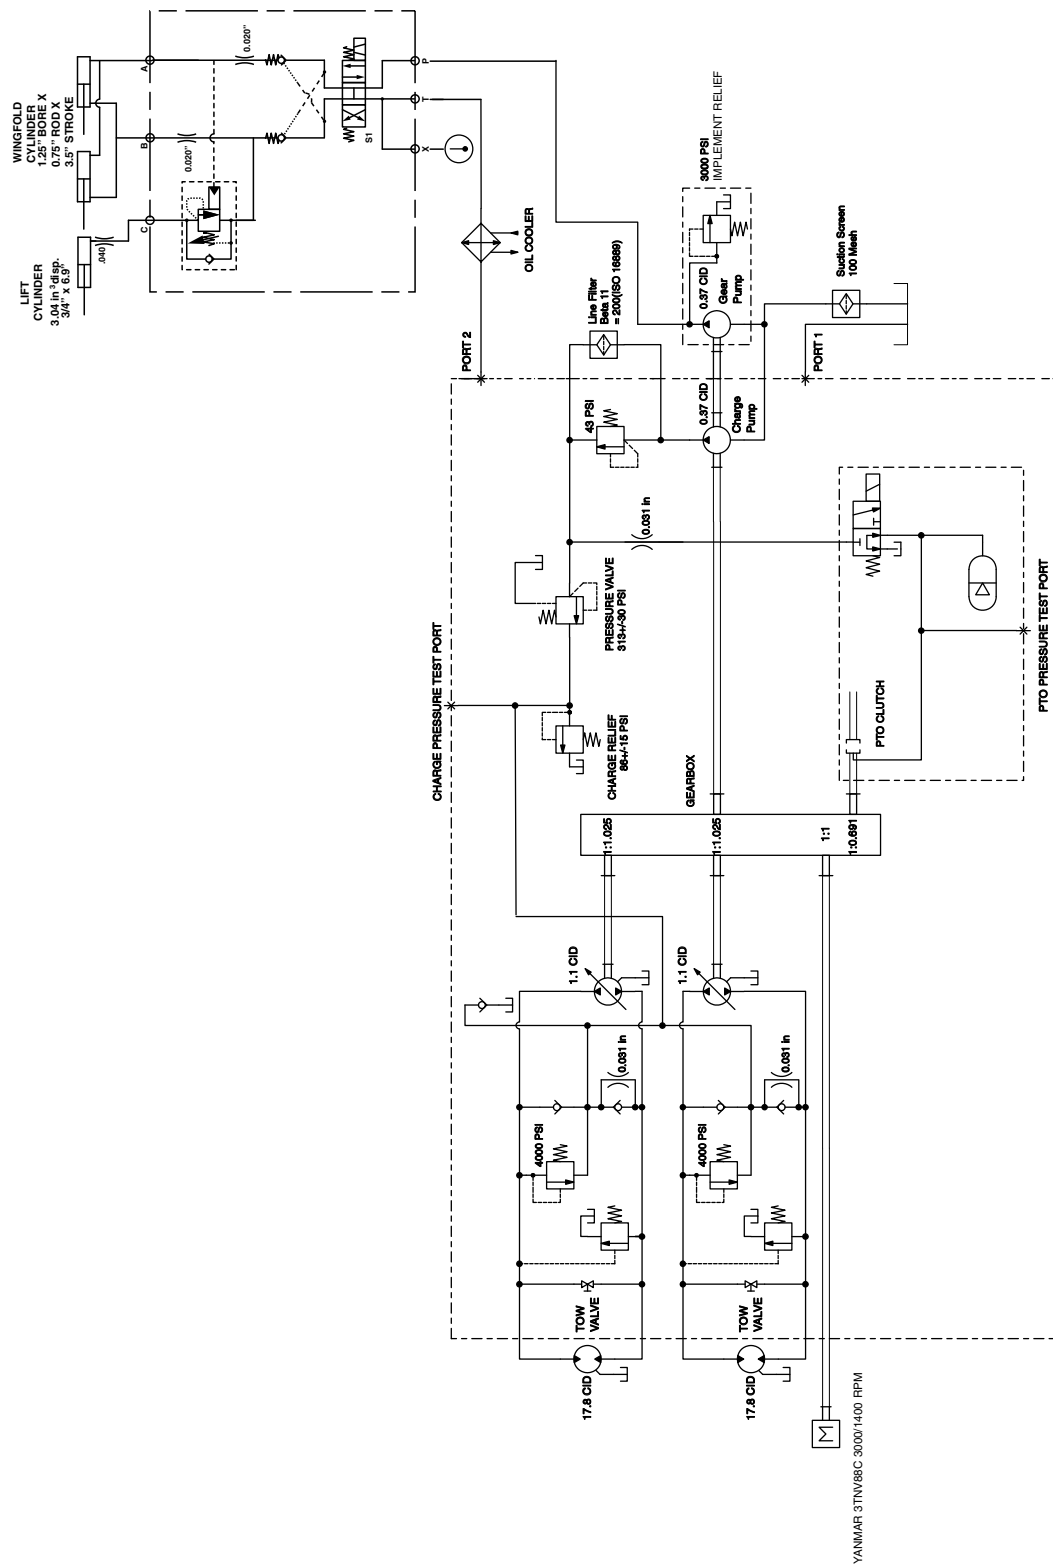 WINGFOLD
CYLINDER
1.25" BORE X
0.75" ROD X
3.5" STROKE
LIFT
CYLINDER
3.04 in³disp.
3/4" x 6.9"
.040
A
B
C
0.020"
0.020"
S1
P
T
X
OIL COOLER
3000 PSI
IMPLEMENT RELIEF
0.37 CID
Gear
Pump
Suction Screen
100 Mesh
Line Filter
Beta 11
= 200(ISO 16889)
PORT 2
PORT 1
43 PSI
0.37 CID
Charge
Pump
0.031 in
PRESSURE VALVE
313+/-30 PSI
CHARGE PRESSURE TEST PORT
CHARGE RELIEF
86+/-15 PSI
PTO CLUTCH
PTO PRESSURE TEST PORT
GEARBOX
1:1.025
1:1.025
1:1
1:0.691
1.1 CID
1.1 CID
0.031 in
0.031 in
4000 PSI
4000 PSI
TOW
VALVE
TOW
VALVE
17.8 CID
17.8 CID
M
YANMAR 3TNV88C 3000/1400 RPM